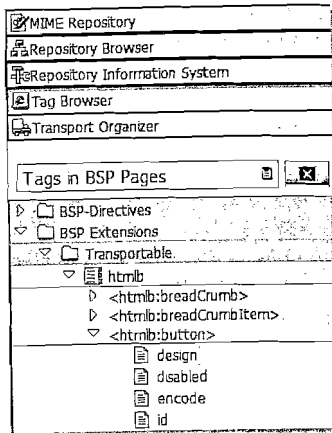 MIME Repository
Repository Browser
Repository Information System
Tag Browser
Transport Organizer
Tags in BSP Pages
BSP-Directives
BSP Extensions
Transportable
htmlb
<htmlb:breadCrumb>
<htmlb:breadCrumbItem>
<htmlb:button>
design
disabled
encode
id